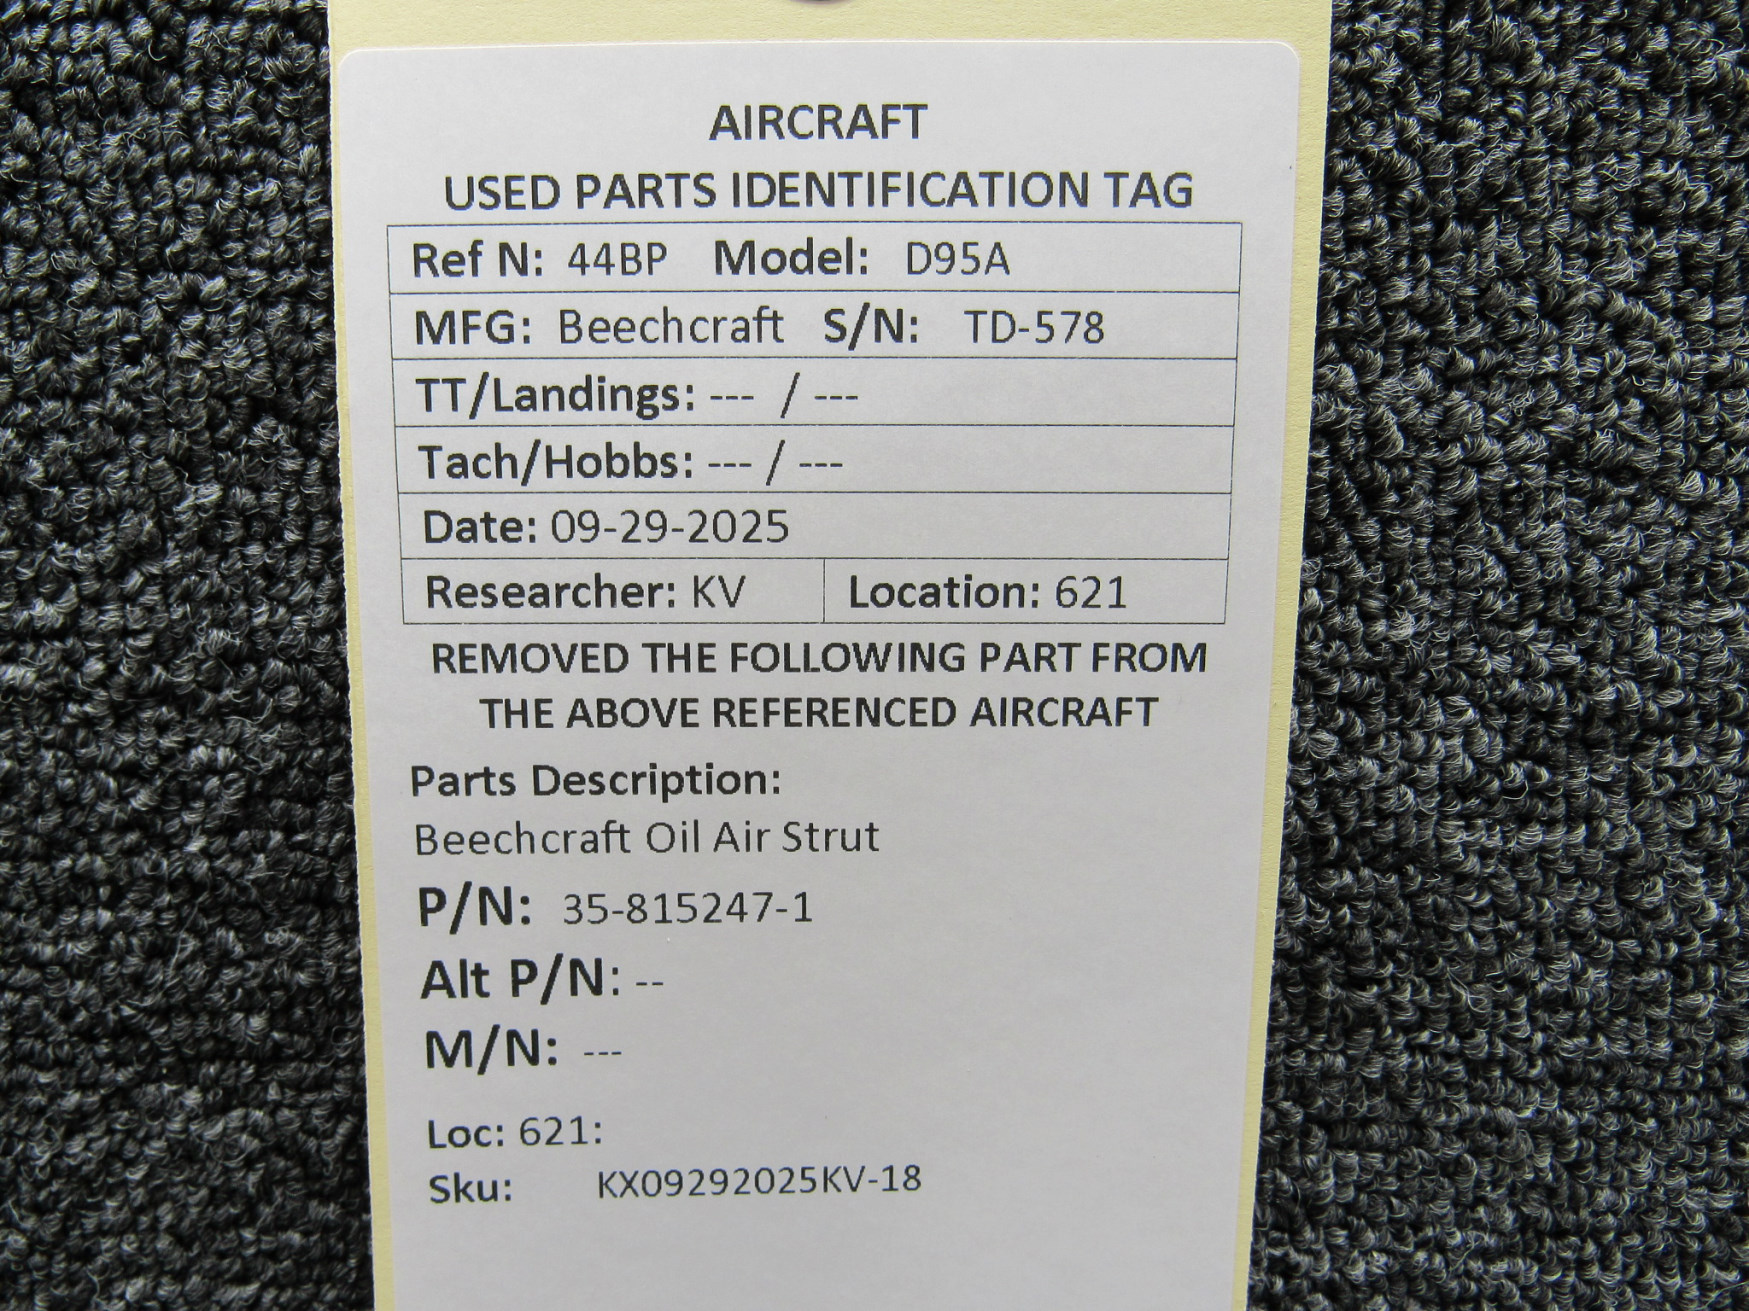 AIRCRAFT
USED PARTS IDENTIFICATION TAG
Ref N: 44BP Model: D95A
MFG: Beechcraft S/N: TD-578
TT/Landings: --- / ---
Tach/Hobbs: --- / ---
Date: 09-29-2025
Researcher: KV Location: 621
REMOVED THE FOLLOWING PART FROM
THE ABOVE REFERENCED AIRCRAFT
Parts Description:
Beechcraft Oil Air Strut
P/N: 35-815247-1
Alt P/N: --
M/N: ---
Loc: 621:
Sku: KX09292025KV-18